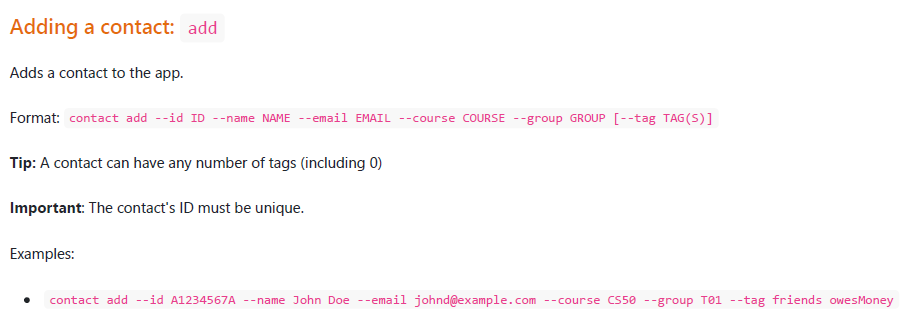 Adding a contact: add
Adds a contact to the app.
Format: contact add --id ID --name NAME --email EMAIL --course COURSE --group GROUP [--tag TAG(S)]
Tip: A contact can have any number of tags (including 0)
Important: The contact's ID must be unique.
Examples:
• contact add --id A1234567A --name John Doe --email johnd@example.com --course CS50 --group T01 --tag friends owesMoney